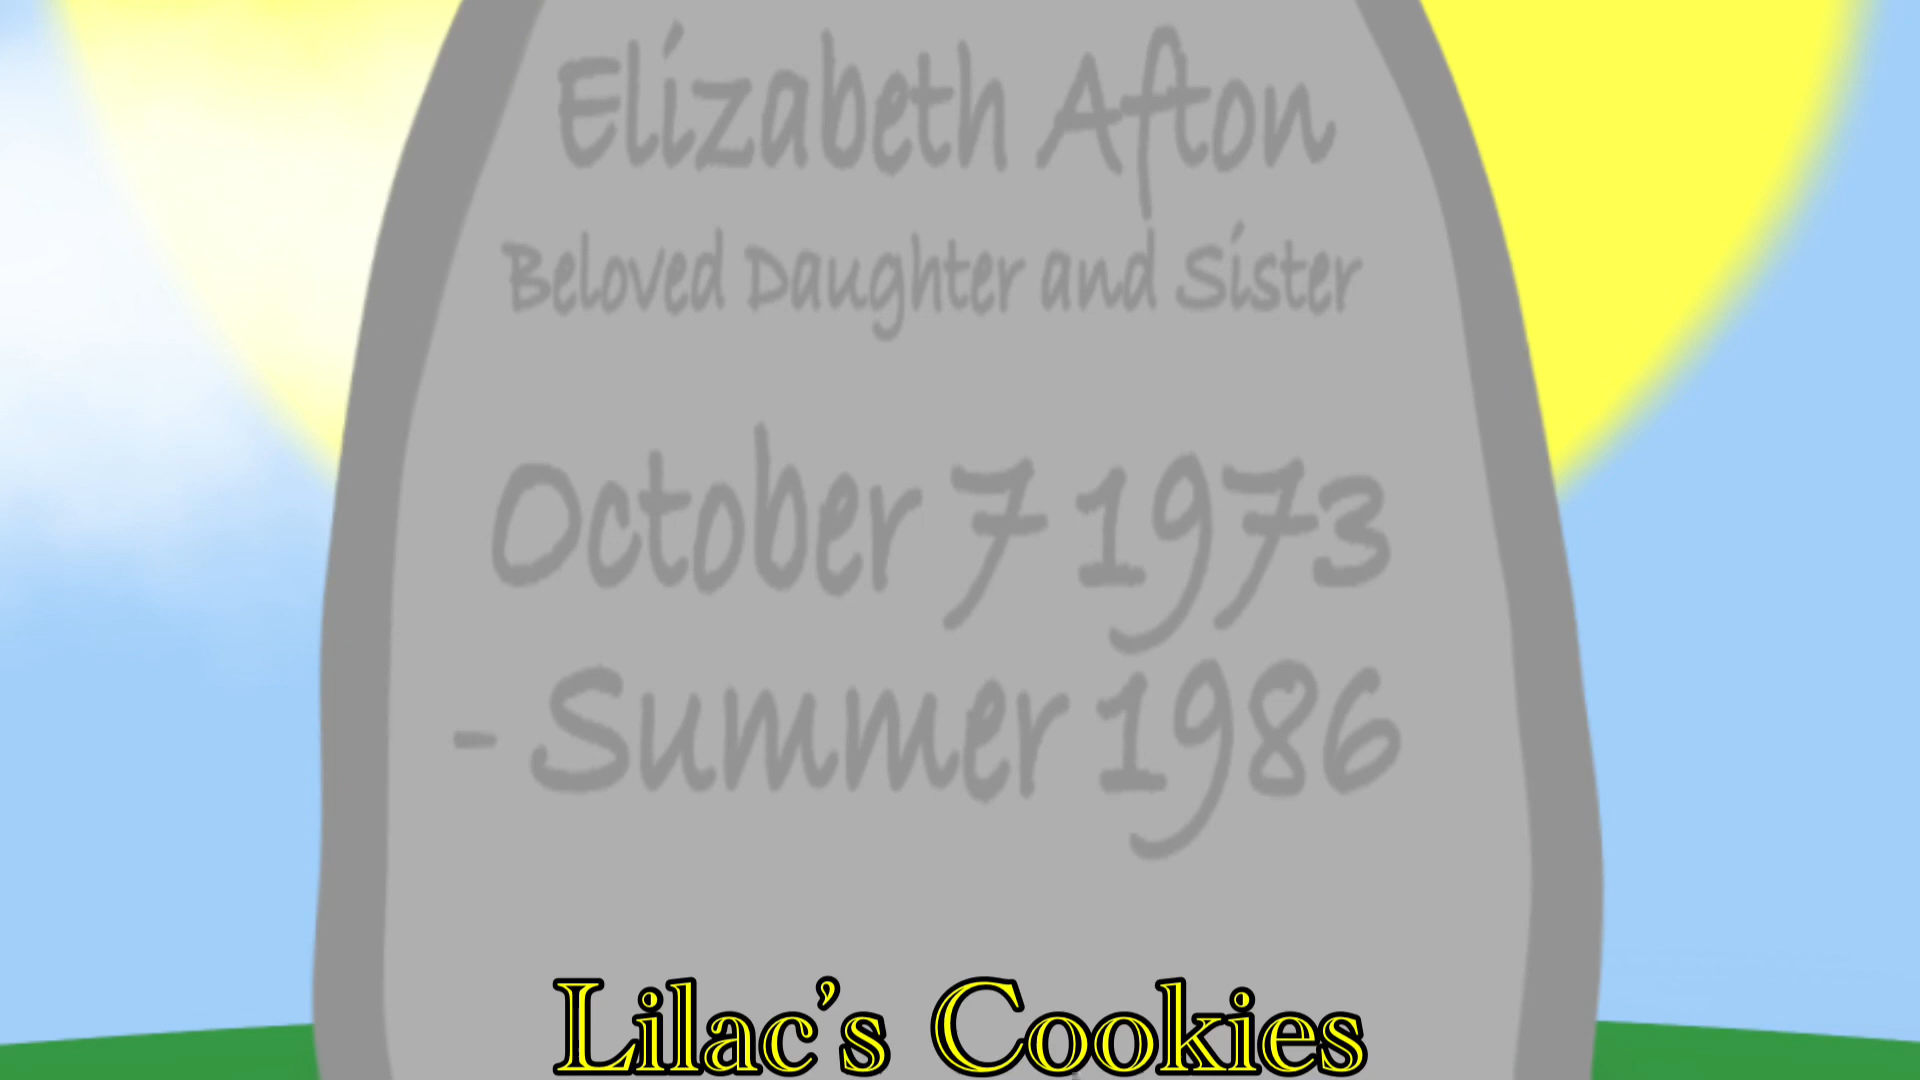 Elizabeth Afton
Beloved Daughter and Sister
October 7 1973
- Summer 1986
Lilac's Cookies